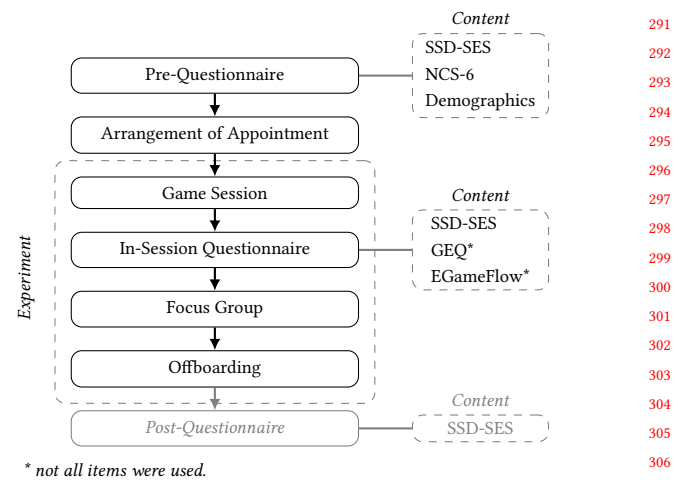 Content
SSD-SES
NCS-6
Demographics
Pre-Questionnaire
Arrangement of Appointment
Experiment
Game Session
In-Session Questionnaire
Content
SSD-SES
GEQ*
EGameFlow*
Focus Group
Offboarding
Post-Questionnaire
Content
SSD-SES
* not all items were used.
291
292
293
294
295
296
297
298
299
300
301
302
303
304
305
306